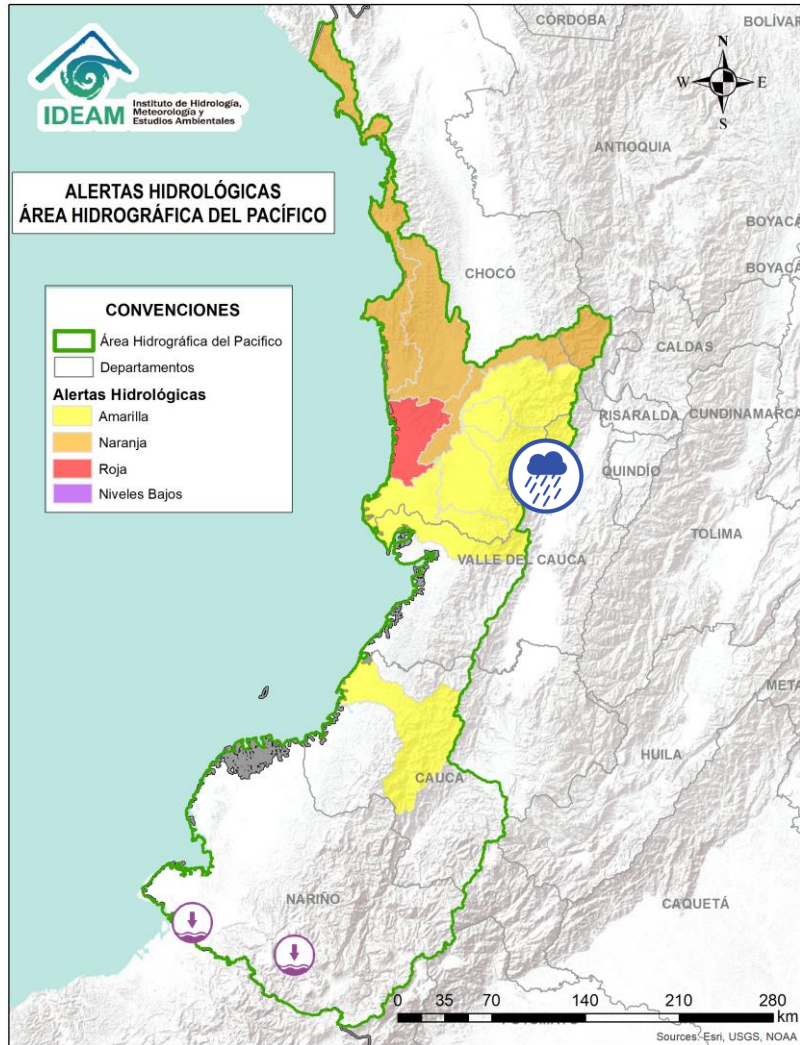 IDEAM
Instituto de Hidrología,
Meteorología y
Estudios Ambientales
ALERTAS HIDROLÓGICAS
ÁREA HIDROGRÁFICA DEL PACÍFICO
CONVENCIONES
Área Hidrográfica del Pacifico
Departamentos
Alertas Hidrológicas
Amarilla
Naranja
Roja
Niveles Bajos
CÓRDOBA
BOLÍVAR
N
W
E
S
ANTIOQUIA
BOYACÁ
CHOCÓ
BOYACÁ
CALDAS
RISARALDA
CUNDINAMARCA
QUINDÍO
TOLIMA
VALLE DEL CAUCA
META
HUILA
CAUCA
NARIÑO
CAQUETÁ
0 35 70 140 210 280
km
Sources: Esri, USGS, NOAA